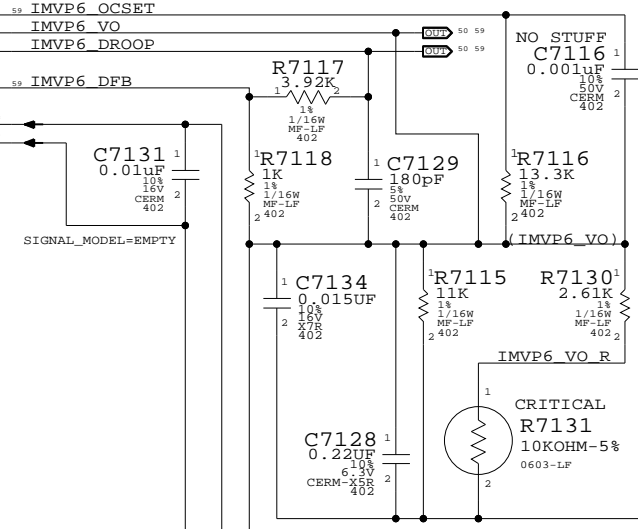 59 IMVP6_OCSET
IMVP6_VO
OUT 50 59
IMVP6_DROOP
OUT 50 59
59 IMVP6_DFB
NO STUFF
C7116
0.001uF
10%
50V
CERM
402
1
2
R7117
3.92K
1 2
1%
1/16W
MF-LF
402
C7131
0.01uF
10%
16V
CERM
402
1
2
SIGNAL_MODEL=EMPTY
R7118
1K
1%
1/16W
MF-LF
402
1
2
C7129
180pF
5%
50V
CERM
402
1
2
R7116
13.3K
1%
1/16W
MF-LF
402
1
2
(IMVP6_VO)
C7134
0.015UF
10%
16V
X7R
402
1
2
R7115
11K
1%
1/16W
MF-LF
402
1
2
R7130
2.61K
1%
1/16W
MF-LF
402
1
2
IMVP6_VO_R
C7128
0.22UF
10%
6.3V
CERM-X5R
402
1
2
1
CRITICAL
R7131
10KOHM-5%
0603-LF
2